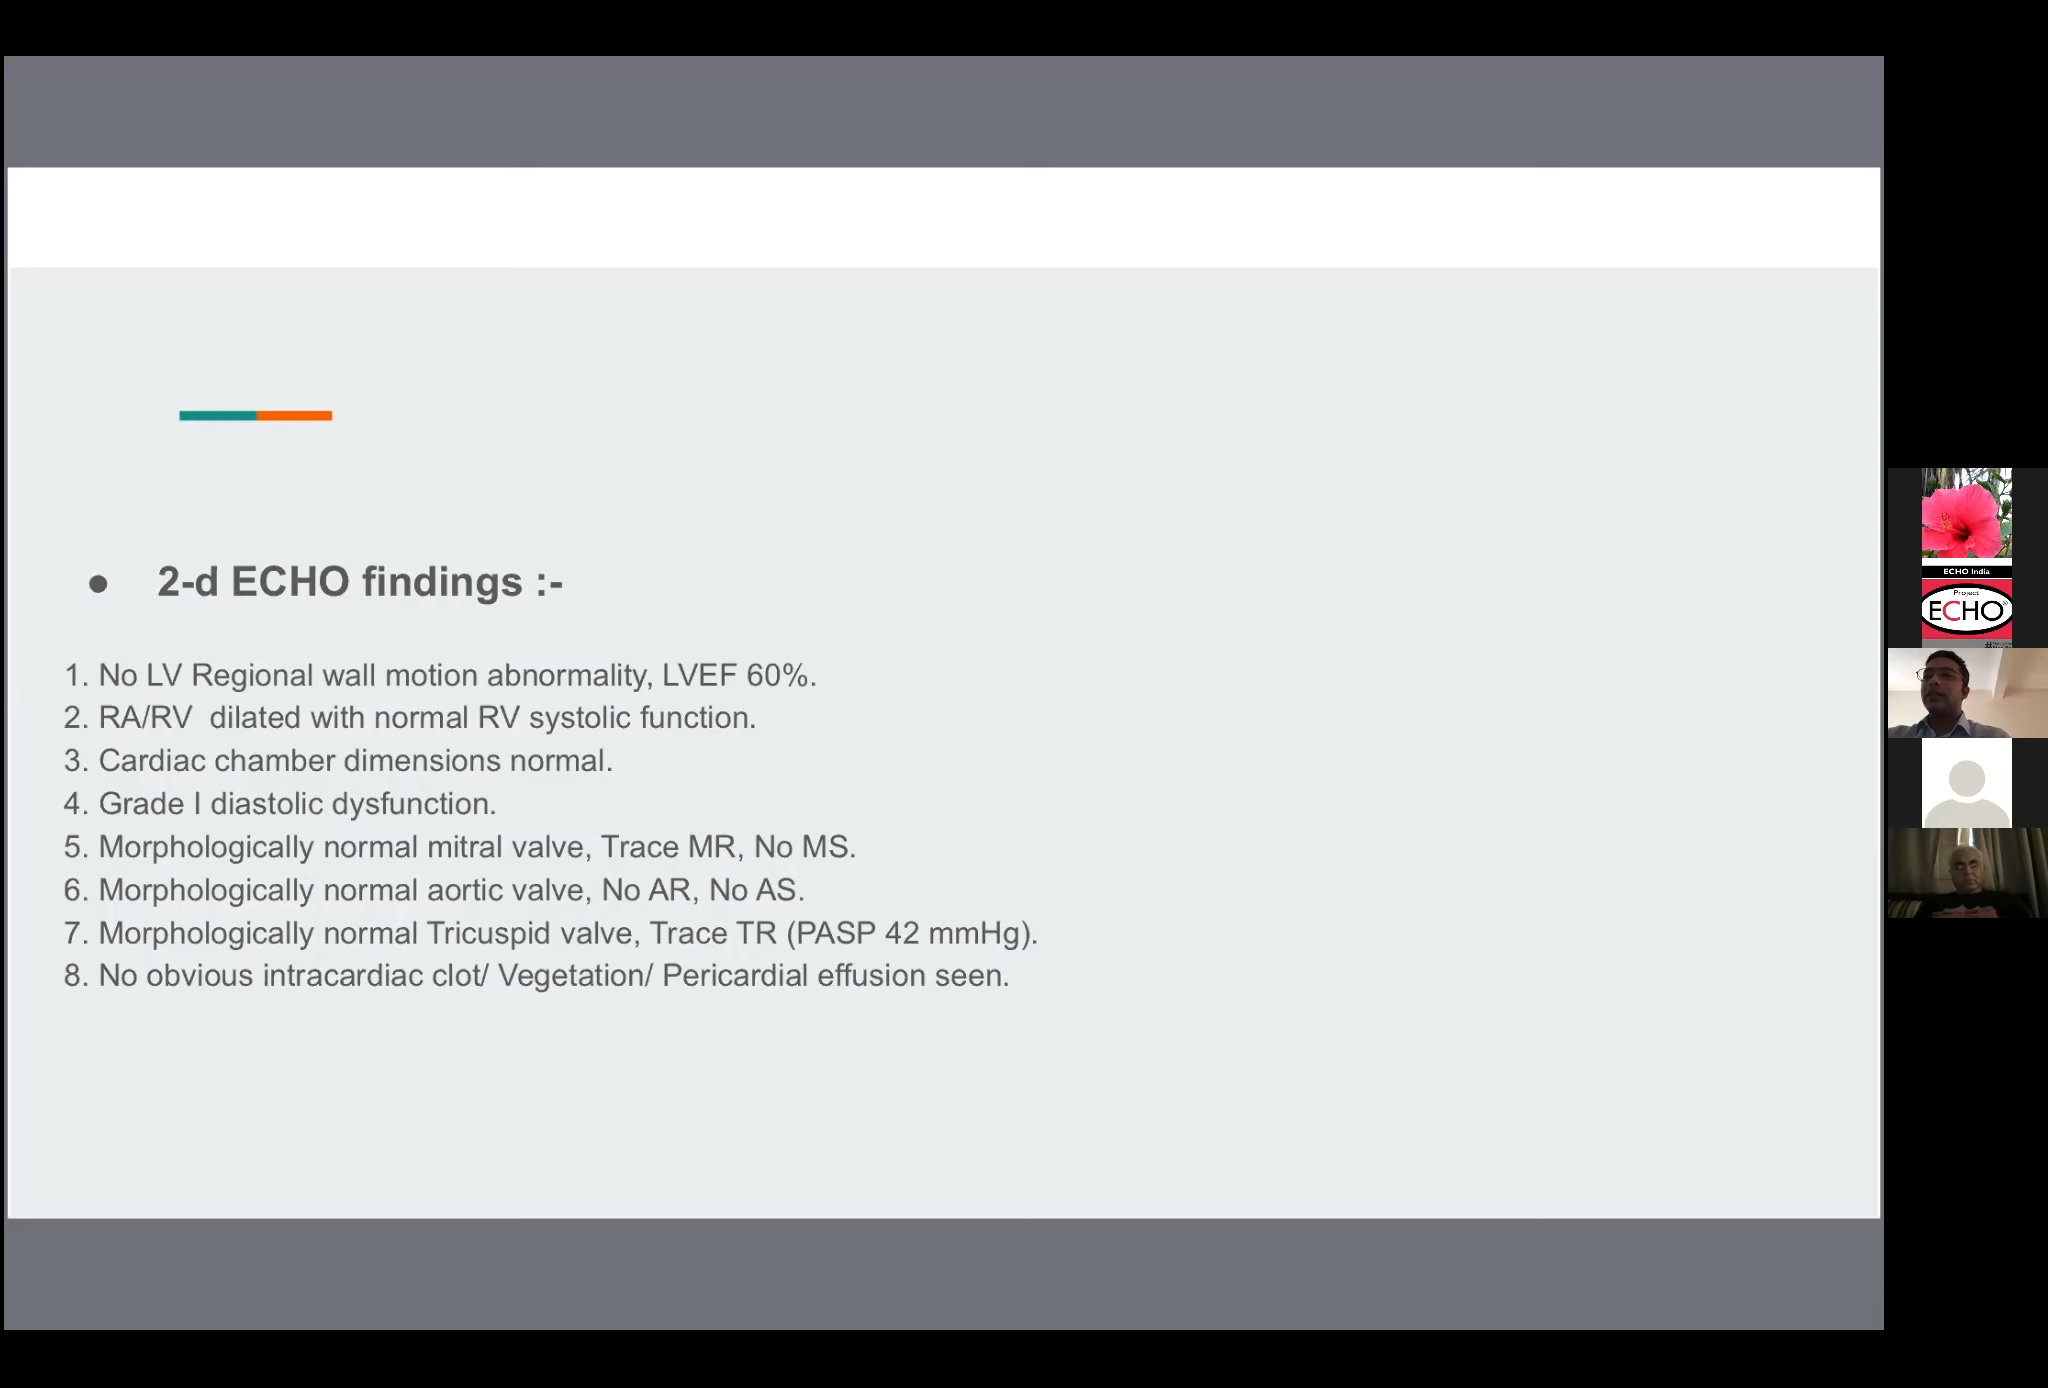 ● 2-d ECHO findings :-
1. No LV Regional wall motion abnormality, LVEF 60%.
2. RA/RV dilated with normal RV systolic function.
3. Cardiac chamber dimensions normal.
4. Grade I diastolic dysfunction.
5. Morphologically normal mitral valve, Trace MR, No MS.
6. Morphologically normal aortic valve, No AR, No AS.
7. Morphologically normal Tricuspid valve, Trace TR (PASP 42 mmHg).
8. No obvious intracardiac clot/ Vegetation/ Pericardial effusion seen.
ECHO India
Project
ECHO®